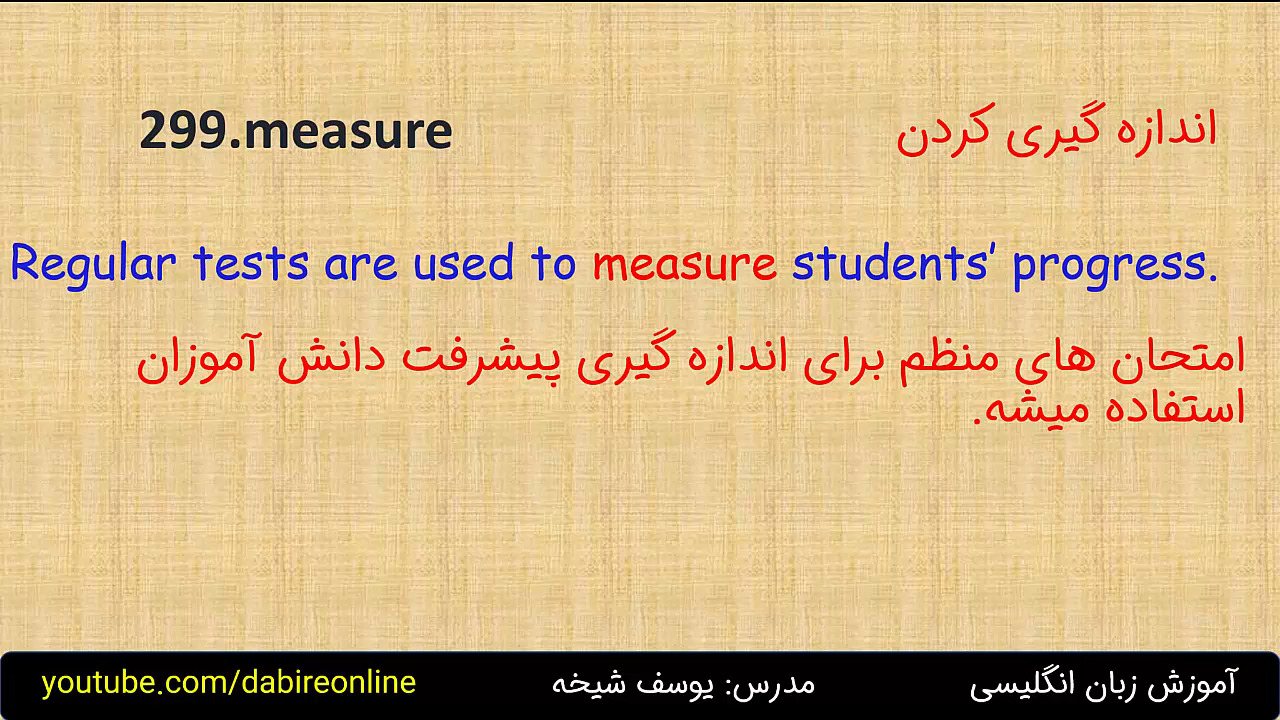 299.measure
اندازه گیری کردن
Regular tests are used to measure students’ progress.
امتحان های منظم برای اندازه گیری پیشرفت دانش آموزان
استفاده میشه.
youtube.com/dabireonline
مدرس: یوسف شیخه
آموزش زبان انگلیسی